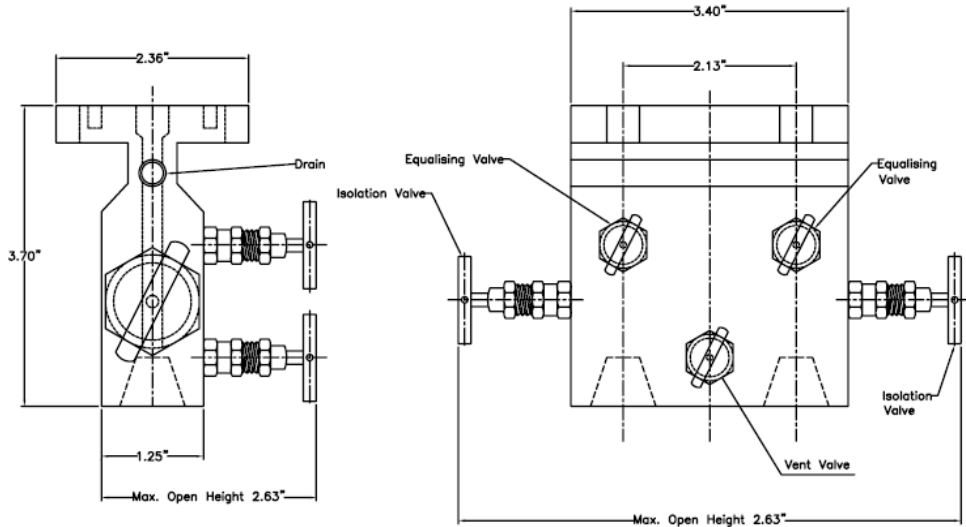 3.40"
2.36"
2.13"
Drain
Equalising Valve
Equalising
Valve
Isolation Valve
3.70"
Isolation
Valve
1.25"
Vent Valve
Max. Open Height 2.63"
Max. Open Height 2.63"